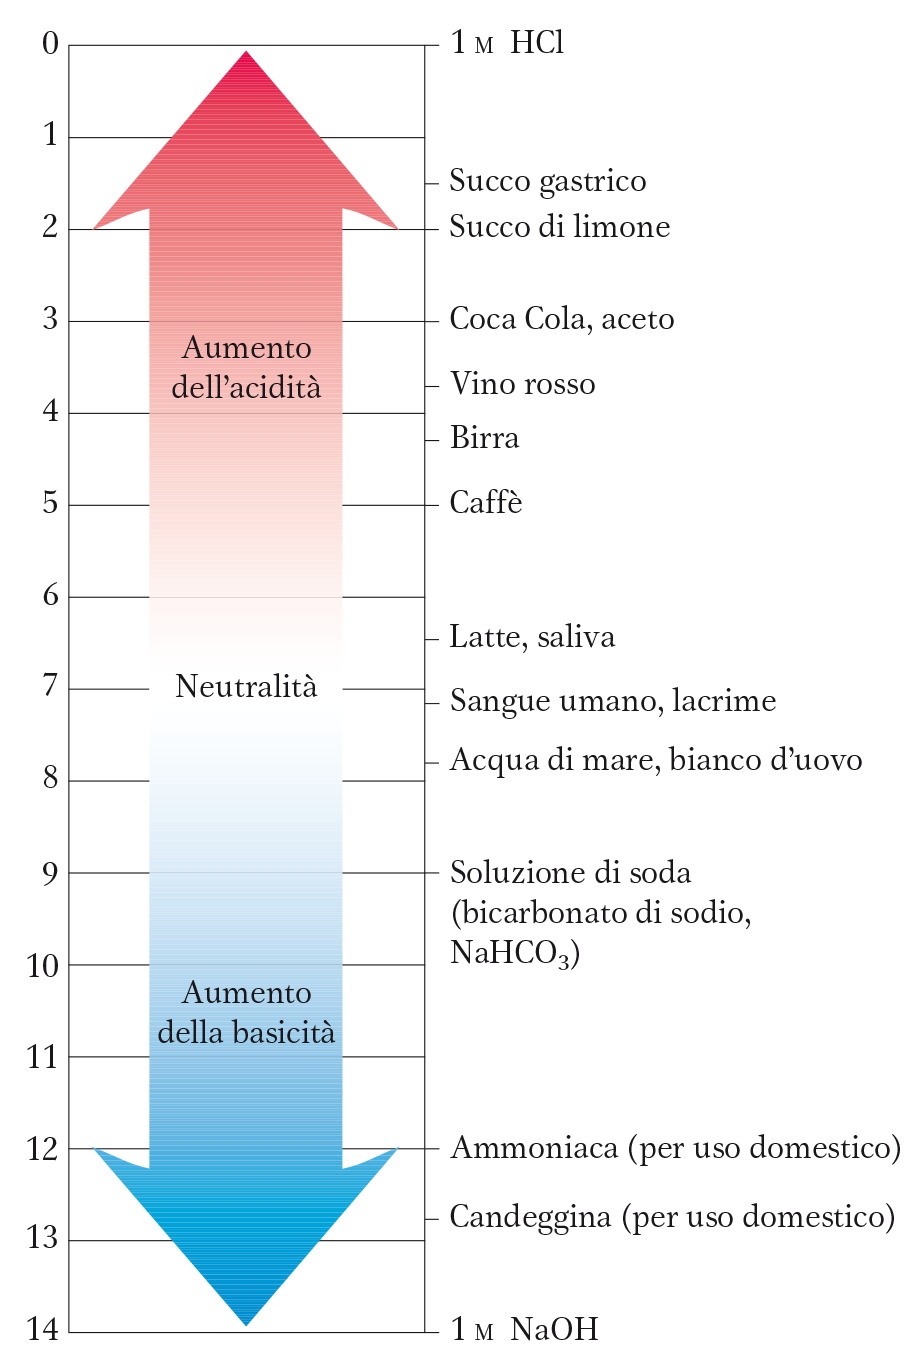 0
1 M HCl
1
Succo gastrico
2
Succo di limone
3
Coca Cola, aceto
Aumento
dell'acidità
Vino rosso
4
Birra
5
Caffè
6
Latte, saliva
7
Neutralità
Sangue umano, lacrime
Acqua di mare, bianco d'uovo
8
9
Soluzione di soda
(bicarbonato di sodio,
NaHCO₃)
10
Aumento
della basicità
11
12
Ammoniaca (per uso domestico)
Candeggina (per uso domestico)
13
14
1 M NaOH